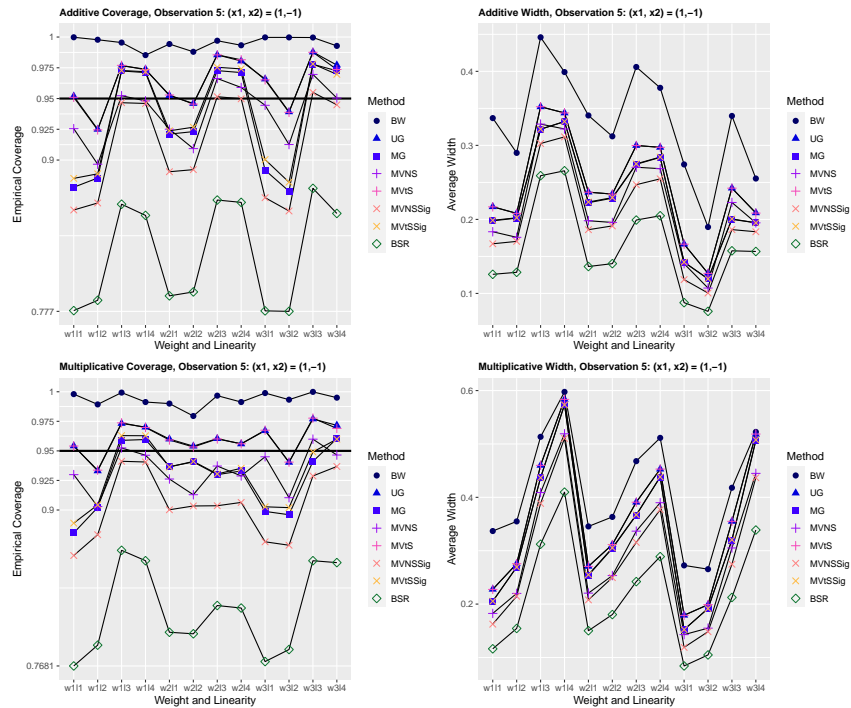 Additive Coverage, Observation 5: (x1, x2) = (1,−1)
Empirical Coverage
1
0.975
0.95
0.925
0.9
0.777
w1l1 w1l2 w1l3 w1l4 w2l1 w2l2 w2l3 w2l4 w3l1 w3l2 w3l3 w3l4
Weight and Linearity
Method
BW
UG
MG
MVNS
MVtS
MVNSSig
MVtSSig
BSR
Additive Width, Observation 5: (x1, x2) = (1,−1)
Average Width
0.4
0.3
0.2
0.1
w1l1 w1l2 w1l3 w1l4 w2l1 w2l2 w2l3 w2l4 w3l1 w3l2 w3l3 w3l4
Weight and Linearity
Method
BW
UG
MG
MVNS
MVtS
MVNSSig
MVtSSig
BSR
Multiplicative Coverage, Observation 5: (x1, x2) = (1,−1)
Empirical Coverage
1
0.975
0.95
0.925
0.9
0.7681
w1l1 w1l2 w1l3 w1l4 w2l1 w2l2 w2l3 w2l4 w3l1 w3l2 w3l3 w3l4
Weight and Linearity
Method
BW
UG
MG
MVNS
MVtS
MVNSSig
MVtSSig
BSR
Multiplicative Width, Observation 5: (x1, x2) = (1,−1)
Average Width
0.6
0.4
0.2
w1l1 w1l2 w1l3 w1l4 w2l1 w2l2 w2l3 w2l4 w3l1 w3l2 w3l3 w3l4
Weight and Linearity
Method
BW
UG
MG
MVNS
MVtS
MVNSSig
MVtSSig
BSR